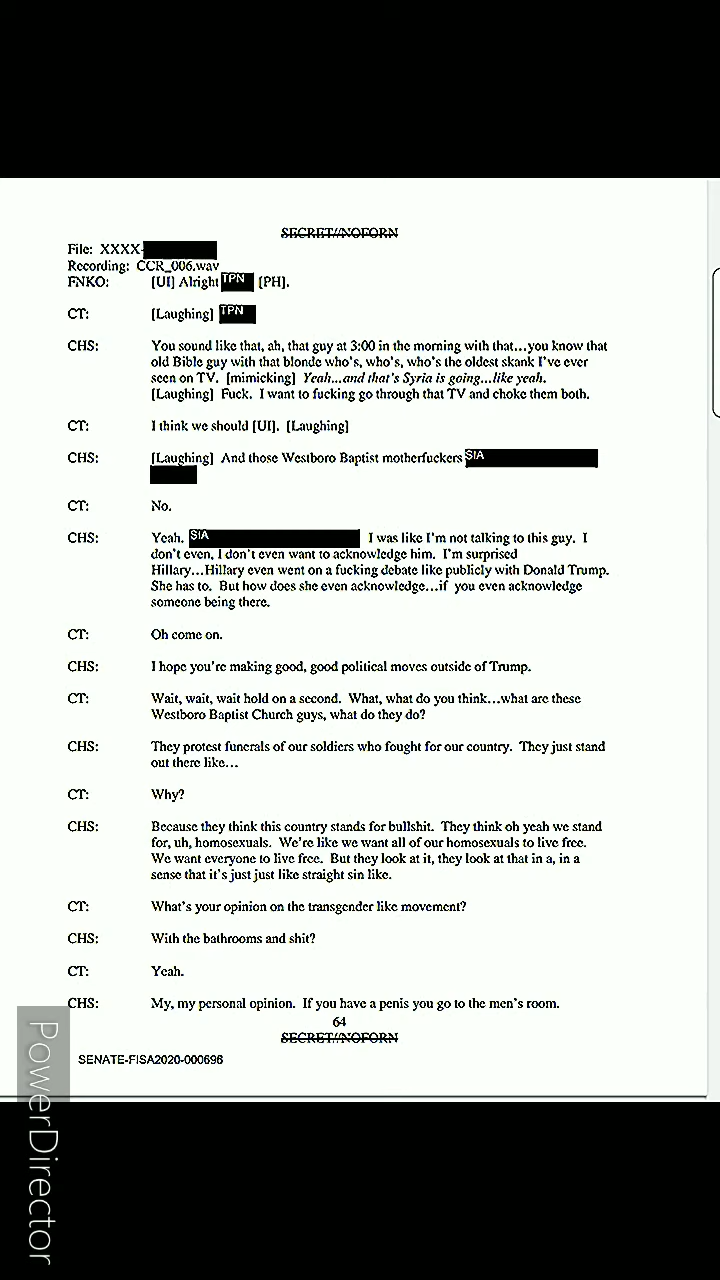 SECRET//NOFORN
File: XXXX-
Recording: CCR_006.wav
FNKO: [UI] Alright TPN [PH].
CT: [Laughing] TPN
CHS: You sound like that, ah, that guy at 3:00 in the morning with that...you know that
old Bible guy with that blonde who's, who's, who's the oldest skank I've ever
seen on TV. [mimicking] Yeah...and that's Syria is going...like yeah.
[Laughing] Fuck. I want to fucking go through that TV and choke them both.
CT: I think we should [UI]. [Laughing]
CHS: [Laughing] And those Westboro Baptist motherfuckers SIA
CT: No.
CHS: Yeah. SIA I was like I'm not talking to this guy. I
don't even, I don't even want to acknowledge him. I'm surprised
Hillary...Hillary even went on a fucking debate like publicly with Donald Trump.
She has to. But how does she even acknowledge...if you even acknowledge
someone being there.
CT: Oh come on.
CHS: I hope you're making good, good political moves outside of Trump.
CT: Wait, wait, wait hold on a second. What, what do you think...what are these
Westboro Baptist Church guys, what do they do?
CHS: They protest funerals of our soldiers who fought for our country. They just stand
out there like...
CT: Why?
CHS: Because they think this country stands for bullshit. They think oh yeah we stand
for, uh, homosexuals. We're like we want all of our homosexuals to live free.
We want everyone to live free. But they look at it, they look at that in a, in a
sense that it's just just like straight sin like.
CT: What's your opinion on the transgender like movement?
CHS: With the bathrooms and shit?
CT: Yeah.
CHS: My, my personal opinion. If you have a penis you go to the men's room.
64
SECRET//NOFORN
SENATE-FISA2020-000696
PowerDirector